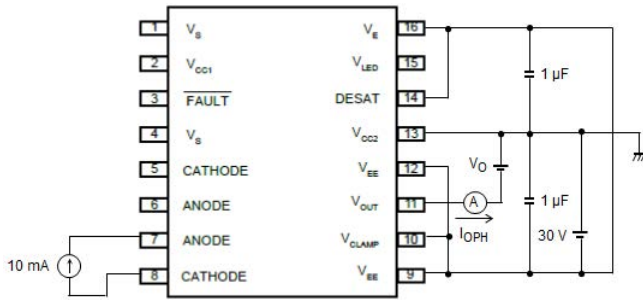 1 V_S V_E 16
2 V_CC1 V_LED 15
3 FAULT DESAT 14
4 V_S V_CC2 13
5 CATHODE V_EE 12
6 ANODE V_OUT 11
7 ANODE V_CLAMP 10
8 CATHODE V_EE 9
10 mA
1 µF
V_O
A
I_OPH
1 µF
30 V